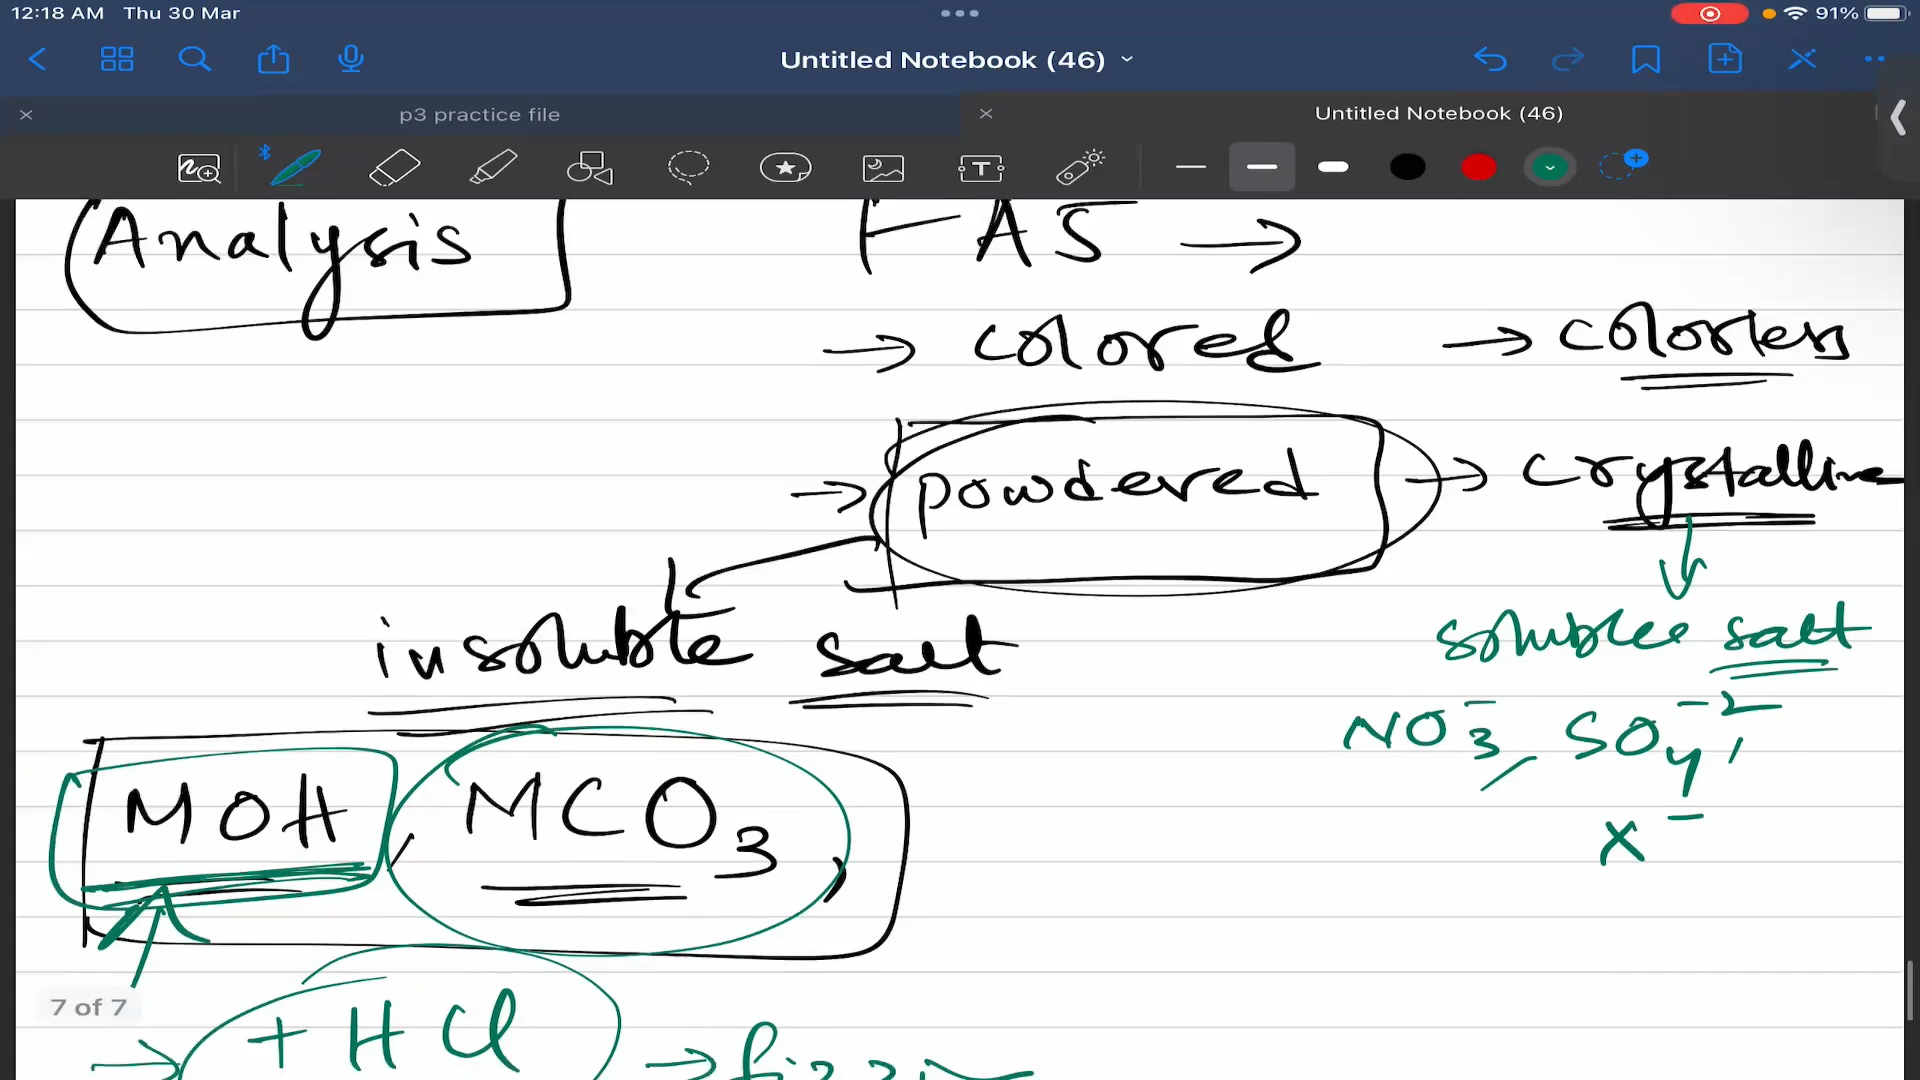 12:18 AM Thu 30 Mar
91%
Untitled Notebook (46)
p3 practice file
Untitled Notebook (46)
T
Analysis
FA5 →
→ colored → colorless
→ powdered → crystalline
insoluble salt
soluble salt
NO3⁻, SO4⁻²,
X⁻
MOH, MCO3,
7 of 7
→ + HCl →